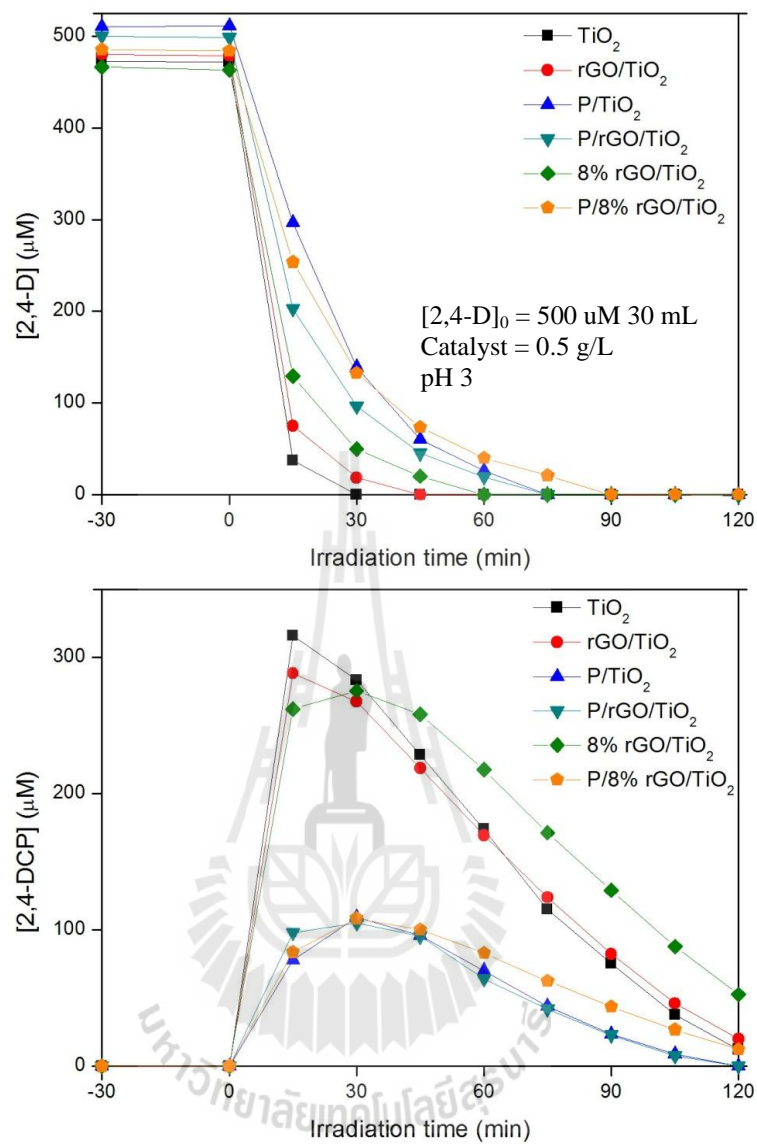 500
400
300
200
100
0
[2,4-D] (µM)
TiO₂
rGO/TiO₂
P/TiO₂
P/rGO/TiO₂
8% rGO/TiO₂
P/8% rGO/TiO₂
[2,4-D]₀ = 500 uM 30 mL
Catalyst = 0.5 g/L
pH 3
-30 0 30 60 90 120
Irradiation time (min)
300
200
100
0
[2,4-DCP] (µM)
TiO₂
rGO/TiO₂
P/TiO₂
P/rGO/TiO₂
8% rGO/TiO₂
P/8% rGO/TiO₂
-30 0 30 60 90 120
มหาวิทยาลัยเทคโนโลยีสุรนารี
Irradiation time (min)